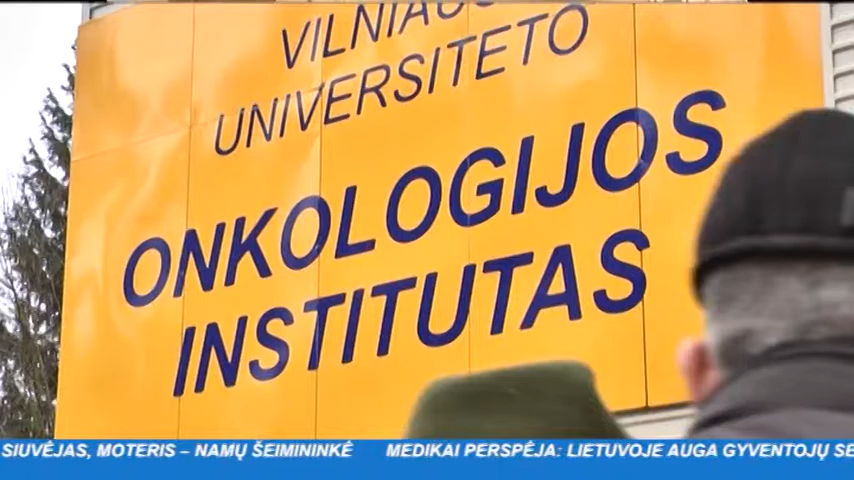 VILNIAUS
UNIVERSITETO
ONKOLOGIJOS
INSTITUTAS
SIUVĖJAS, MOTERIS – NAMŲ ŠEIMININKĖ MEDIKAI PERSPĖJA: LIETUVOJE AUGA GYVENTOJŲ